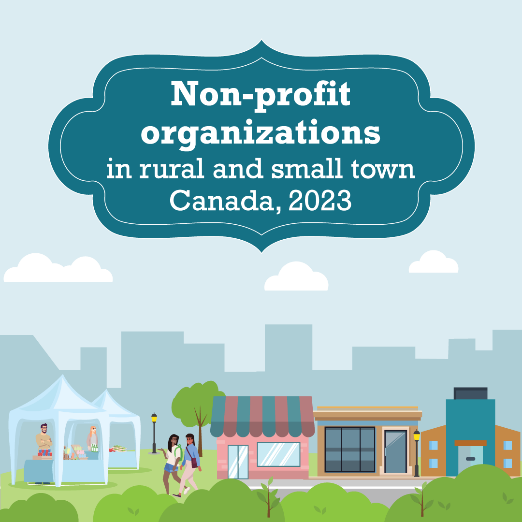 Non-profit
organizations
in rural and small town
Canada, 2023